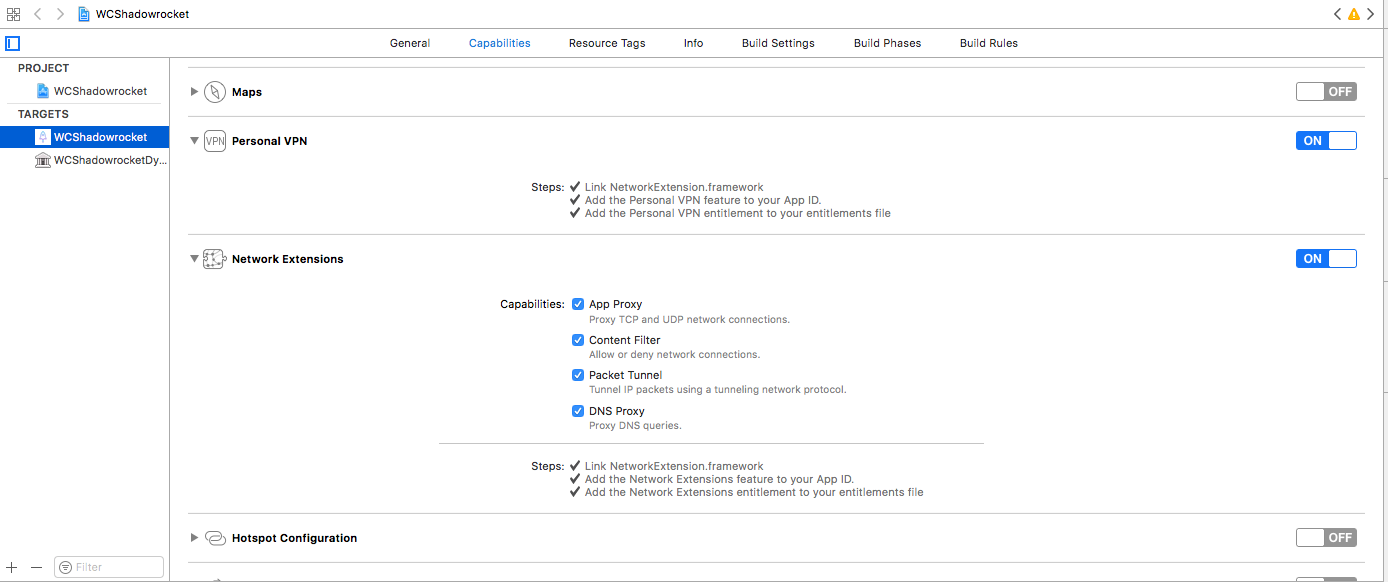 WCShadowrocket
General Capabilities Resource Tags Info Build Settings Build Phases Build Rules
PROJECT
WCShadowrocket
TARGETS
WCShadowrocket
WCShadowrocketDy...
Maps OFF
VPN Personal VPN ON
Steps: ✔ Link NetworkExtension.framework
✔ Add the Personal VPN feature to your App ID.
✔ Add the Personal VPN entitlement to your entitlements file
Network Extensions ON
Capabilities: App Proxy
Proxy TCP and UDP network connections.
Content Filter
Allow or deny network connections.
Packet Tunnel
Tunnel IP packets using a tunneling network protocol.
DNS Proxy
Proxy DNS queries.
Steps: ✔ Link NetworkExtension.framework
✔ Add the Network Extensions feature to your App ID.
✔ Add the Network Extensions entitlement to your entitlements file
Hotspot Configuration OFF
Filter